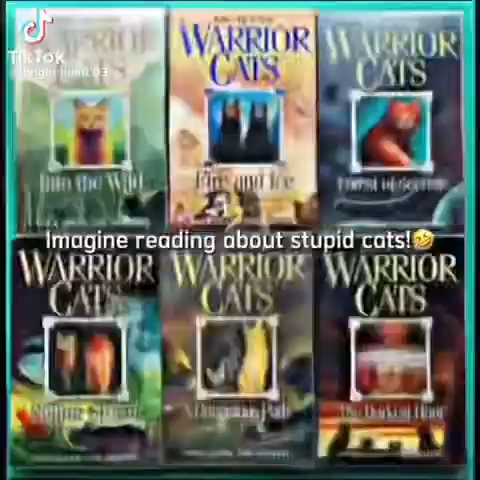 TikTok
WARRIOR
CATS
Into the Wild
WARRIOR
CATS
Fire and Ice
WARRIOR
CATS
Forest of Secrets
Imagine reading about stupid cats!🤣
WARRIOR
CATS
Rising Storm
WARRIOR
CATS
A Dangerous Path
WARRIOR
CATS
The Darkest Hour